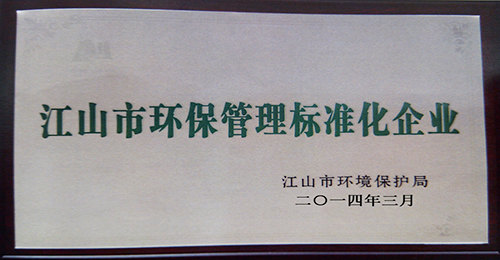 江山市环保管理标准化企业
江山市环境保护局
二〇一四年三月